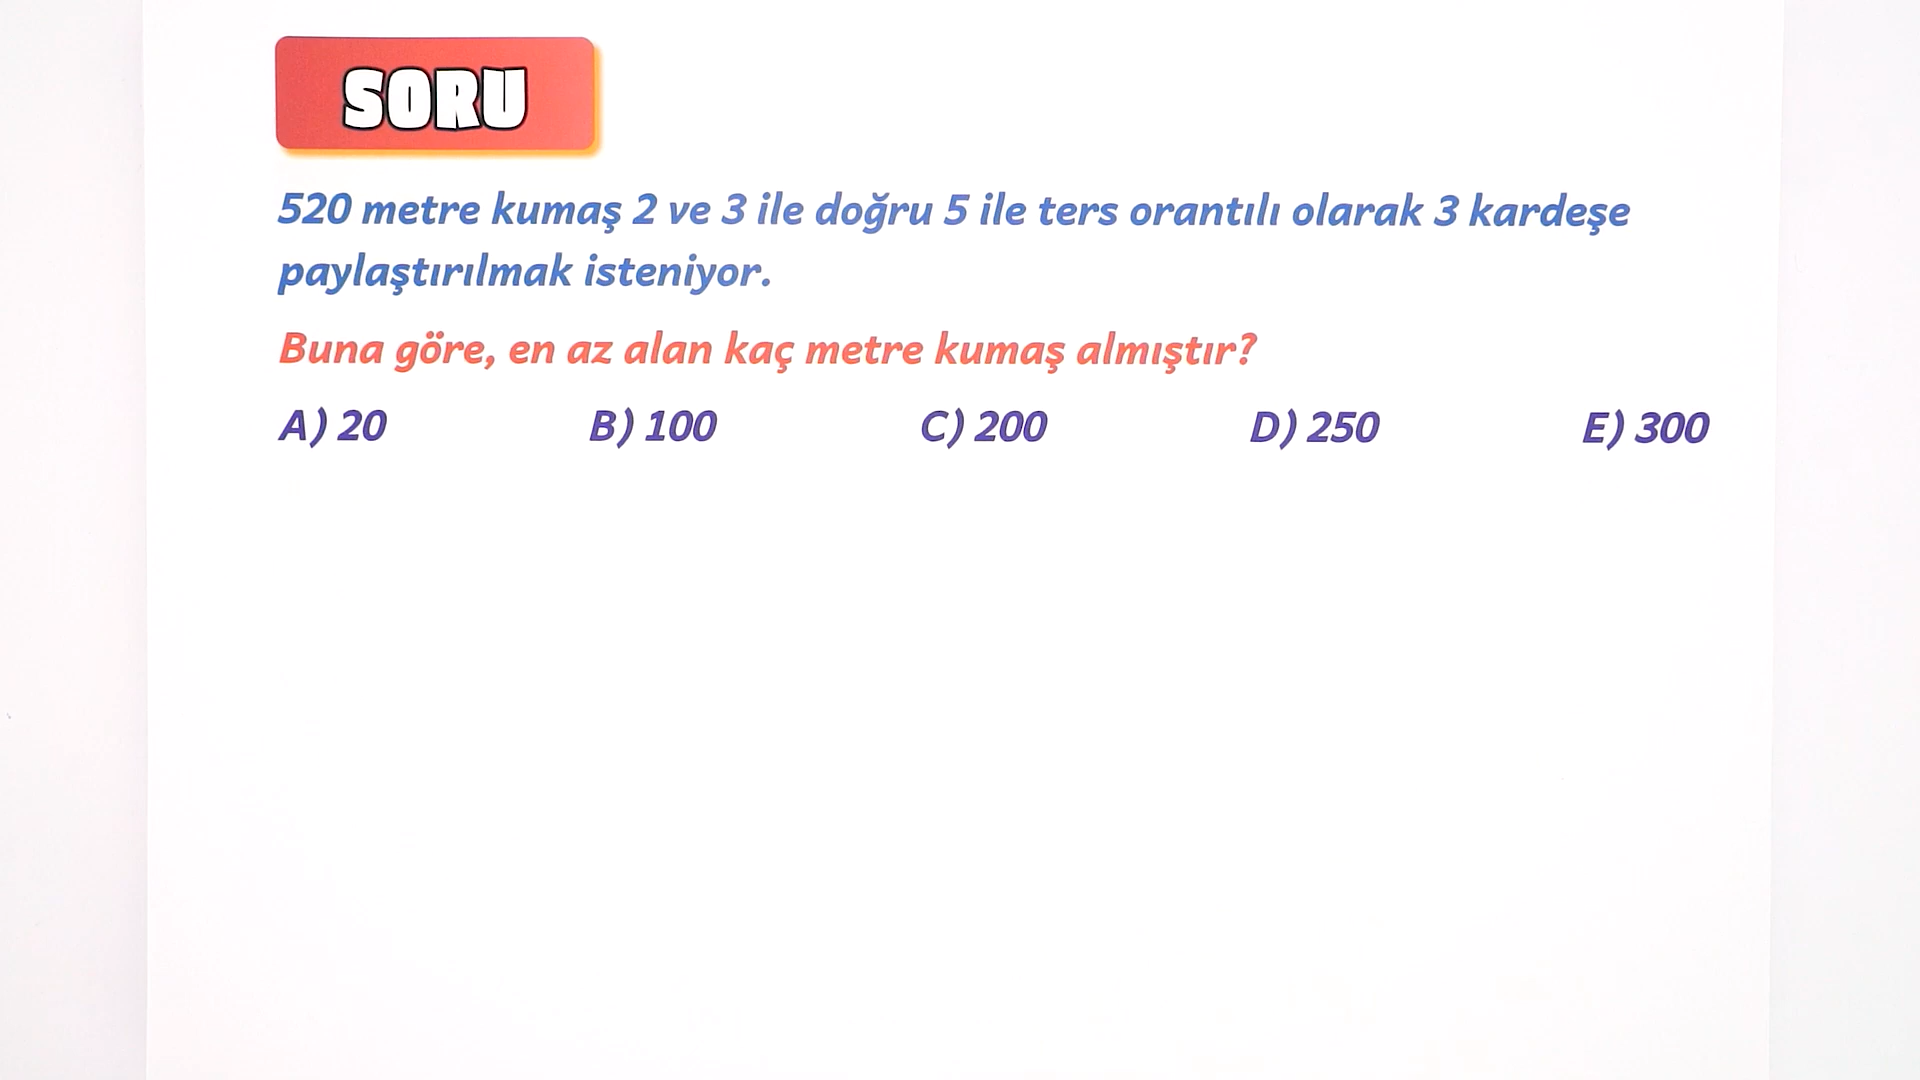 SORU
520 metre kumaş 2 ve 3 ile doğru 5 ile ters orantılı olarak 3 kardeşe
paylaştırılmak isteniyor.
Buna göre, en az alan kaç metre kumaş almıştır?
A) 20 B) 100 C) 200 D) 250 E) 300